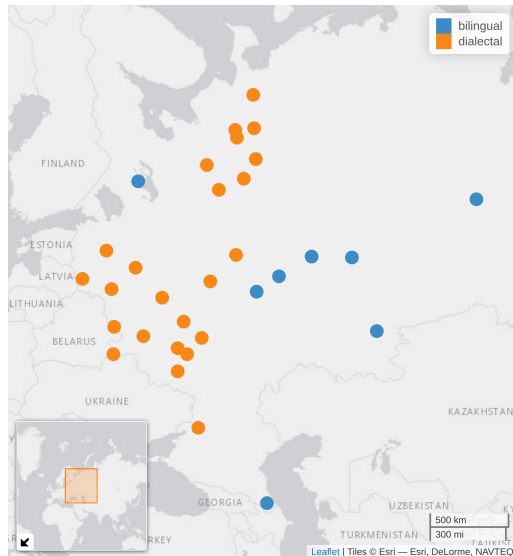 bilingual
dialectal
FINLAND
ESTONIA
LATVIA
LITHUANIA
BELARUS
UKRAINE
KAZAKHSTAN
GEORGIA
UZBEKISTAN
500 km
300 mi
TURKMENISTAN
Leaflet | Tiles © Esri — Esri, DeLorme, NAVTEQ